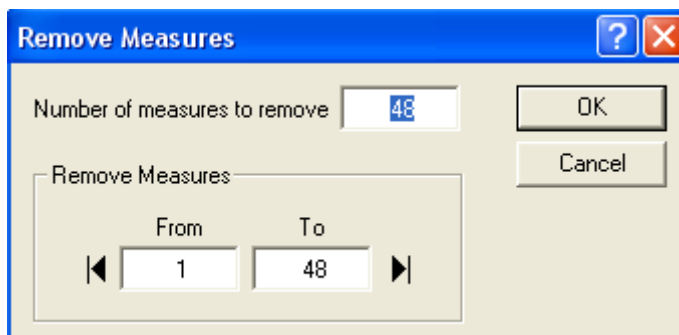 Remove Measures
Number of measures to remove 48
OK
Cancel
Remove Measures
From To
1 48